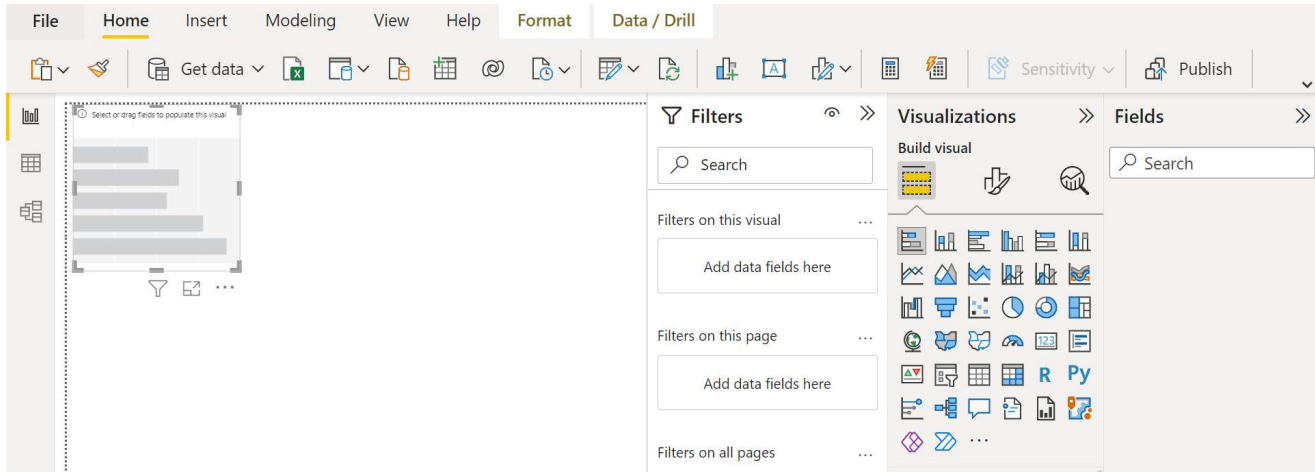 File Home Insert Modeling View Help Format Data / Drill
Get data Sensitivity Publish
Select or drag fields to populate this visual
Filters
Search
Filters on this visual ...
Add data fields here
Filters on this page ...
Add data fields here
Filters on all pages ...
Visualizations
Build visual
123
R Py
...
Fields
Search